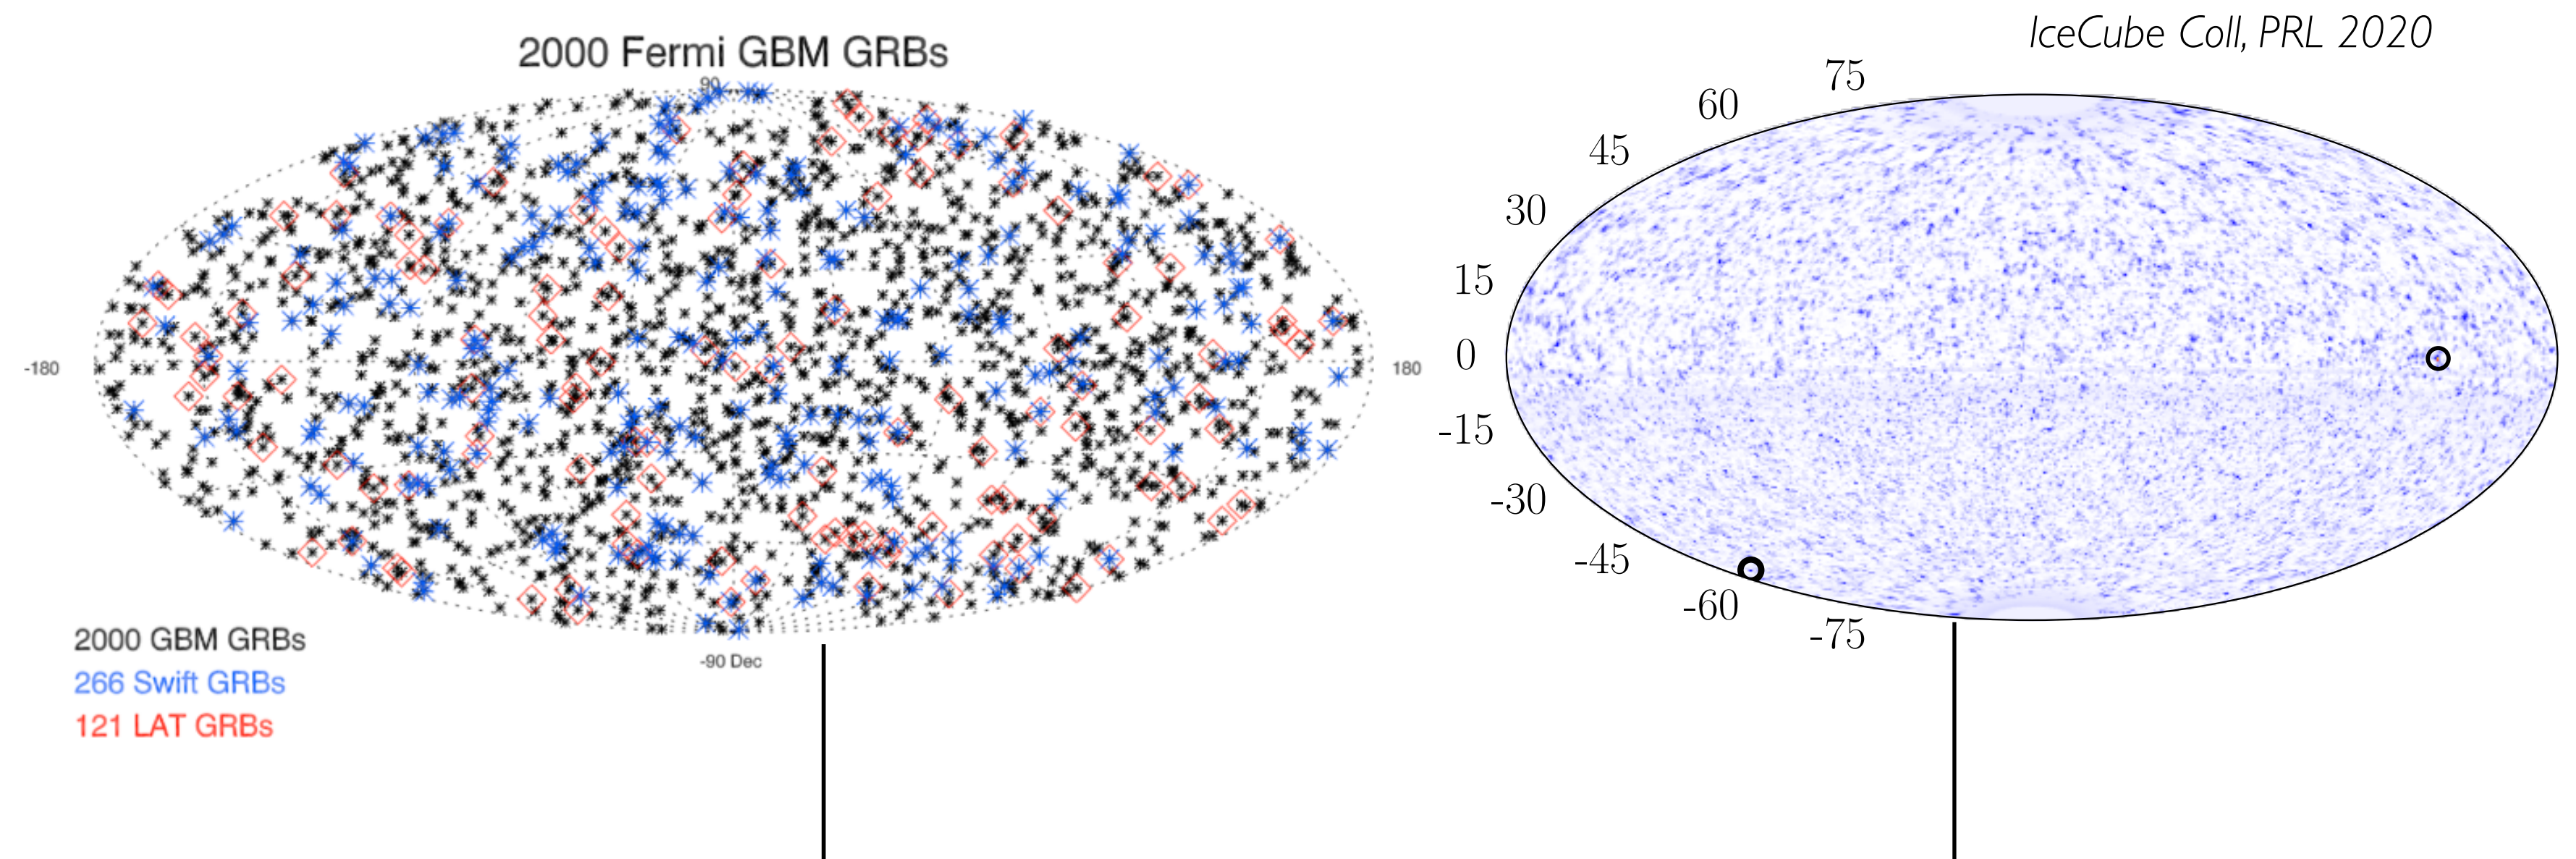 2000 Fermi GBM GRBs
90
-180
180
-90 Dec
2000 GBM GRBs
266 Swift GRBs
121 LAT GRBs
IceCube Coll, PRL 2020
75
60
45
30
15
0
-15
-30
-45
-60
-75